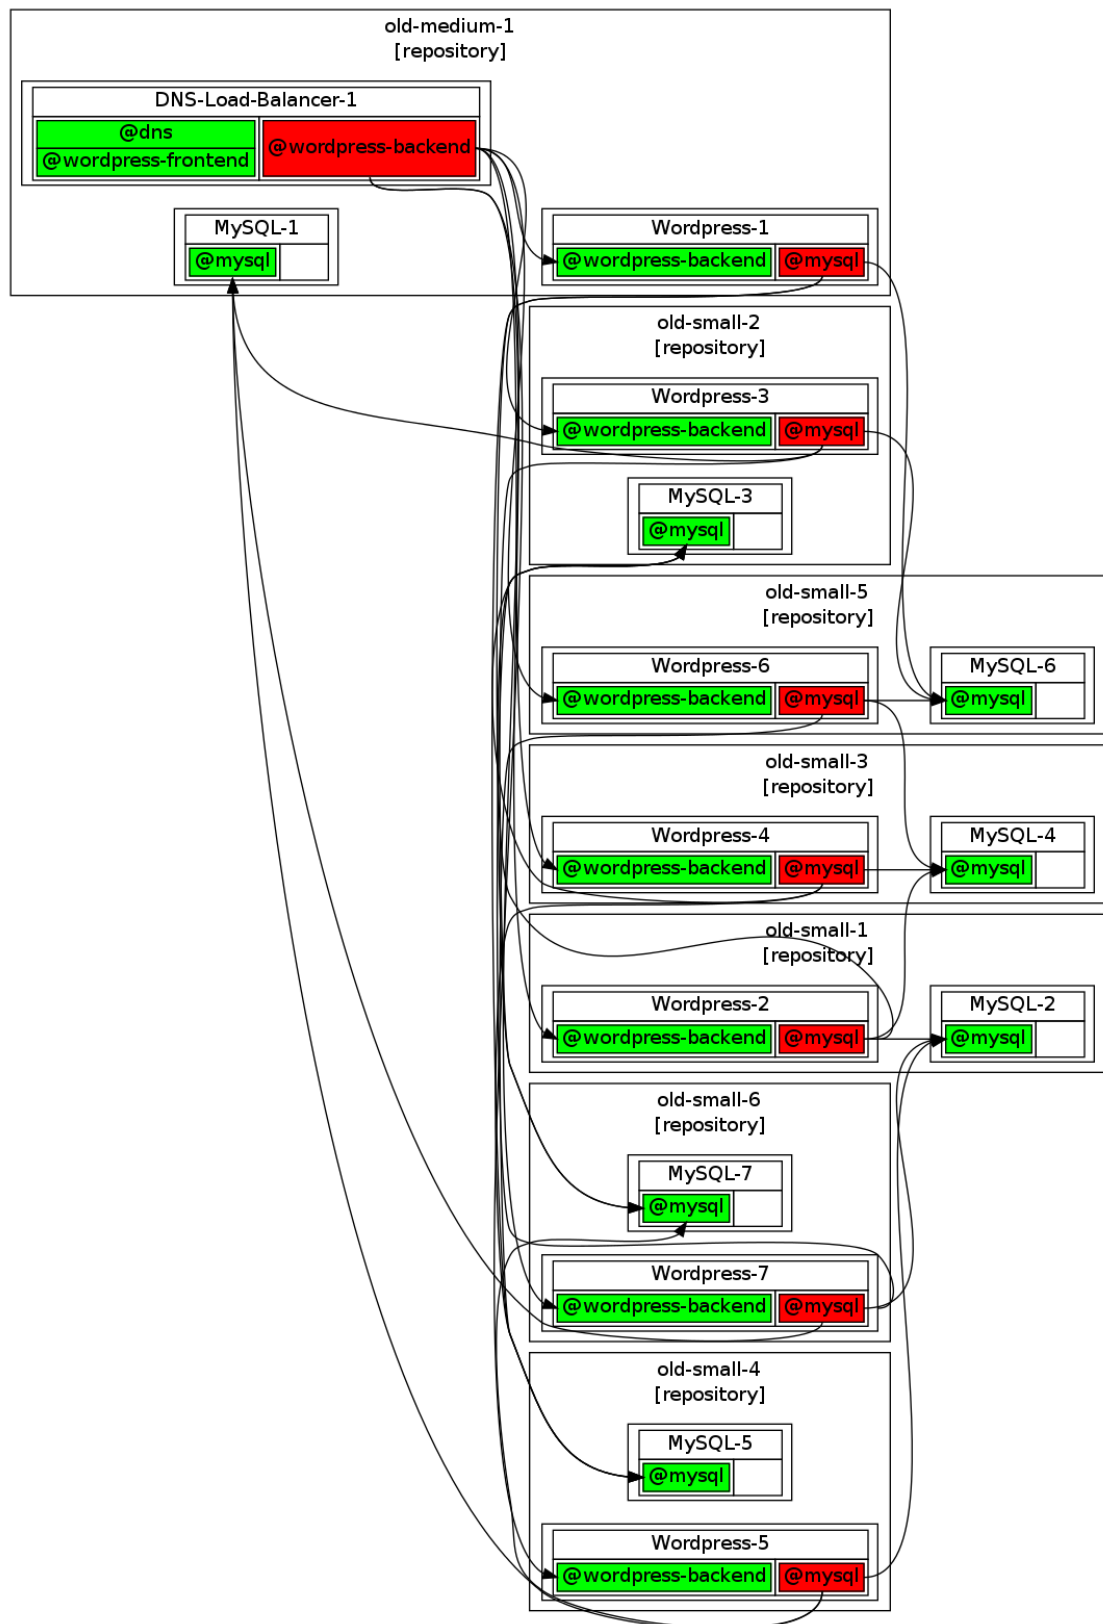 old-medium-1
[repository]
DNS-Load-Balancer-1
@dns
@wordpress-frontend
@wordpress-backend
MySQL-1
@mysql
Wordpress-1
@wordpress-backend @mysql
old-small-2
[repository]
Wordpress-3
@wordpress-backend @mysql
MySQL-3
@mysql
old-small-5
[repository]
Wordpress-6
@wordpress-backend @mysql
MySQL-6
@mysql
old-small-3
[repository]
Wordpress-4
@wordpress-backend @mysql
MySQL-4
@mysql
old-small-1
[repository]
Wordpress-2
@wordpress-backend @mysql
MySQL-2
@mysql
old-small-6
[repository]
MySQL-7
@mysql
Wordpress-7
@wordpress-backend @mysql
old-small-4
[repository]
MySQL-5
@mysql
Wordpress-5
@wordpress-backend @mysql